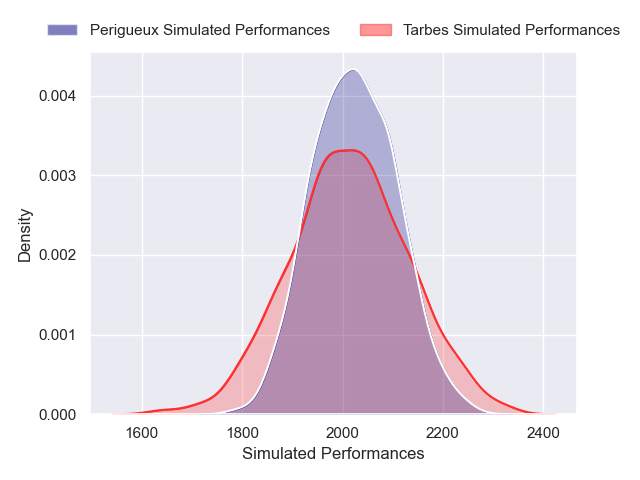 Perigueux Simulated Performances Tarbes Simulated Performances
0.004
0.003
0.002
0.001
0.000
Density
1600 1800 2000 2200 2400
Simulated Performances